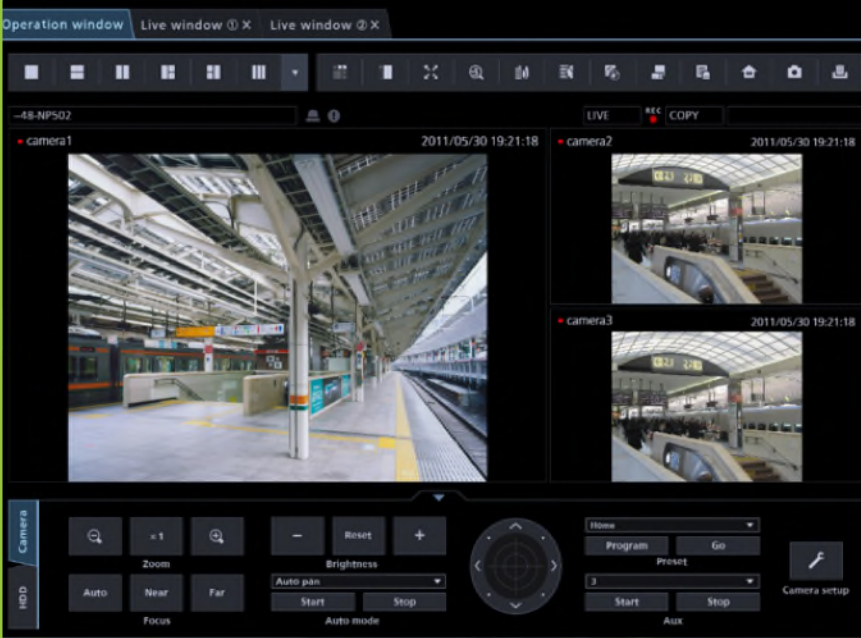 Operation window
Live window ① X
Live window ② X
–48-NP502
LIVE
REC
COPY
camera1
2011/05/30 19:21:18
camera2
2011/05/30 19:21:18
camera3
2011/05/30 19:21:18
Camera
HDD
×1
Zoom
Auto
Near
Far
Focus
Reset
Brightness
Auto pan
Start
Stop
Auto mode
Home
Program
Go
Preset
3
Start
Stop
Aux
Camera setup